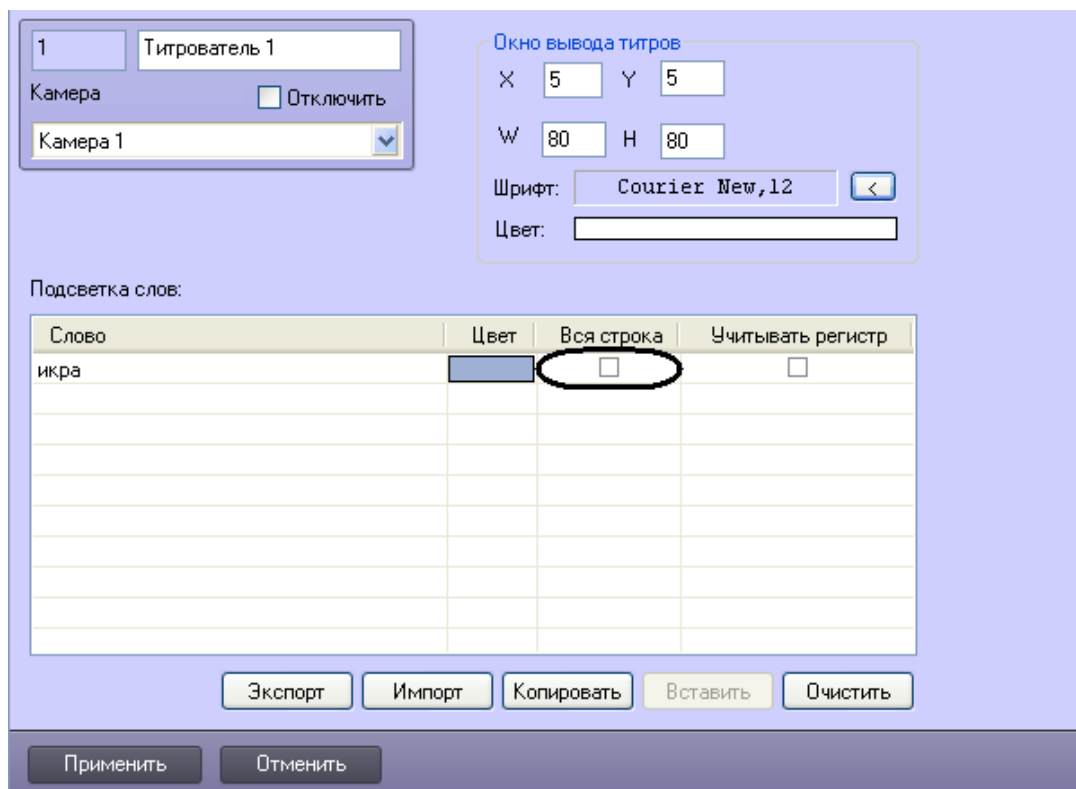 1 Титрователь 1
Камера Отключить
Камера 1
Окно вывода титров
X 5 Y 5
W 80 H 80
Шрифт: Courier New,12 <
Цвет:
Подсветка слов:
Слово Цвет Вся строка Учитывать регистр
икра
Экспорт Импорт Копировать Вставить Очистить
Применить Отменить